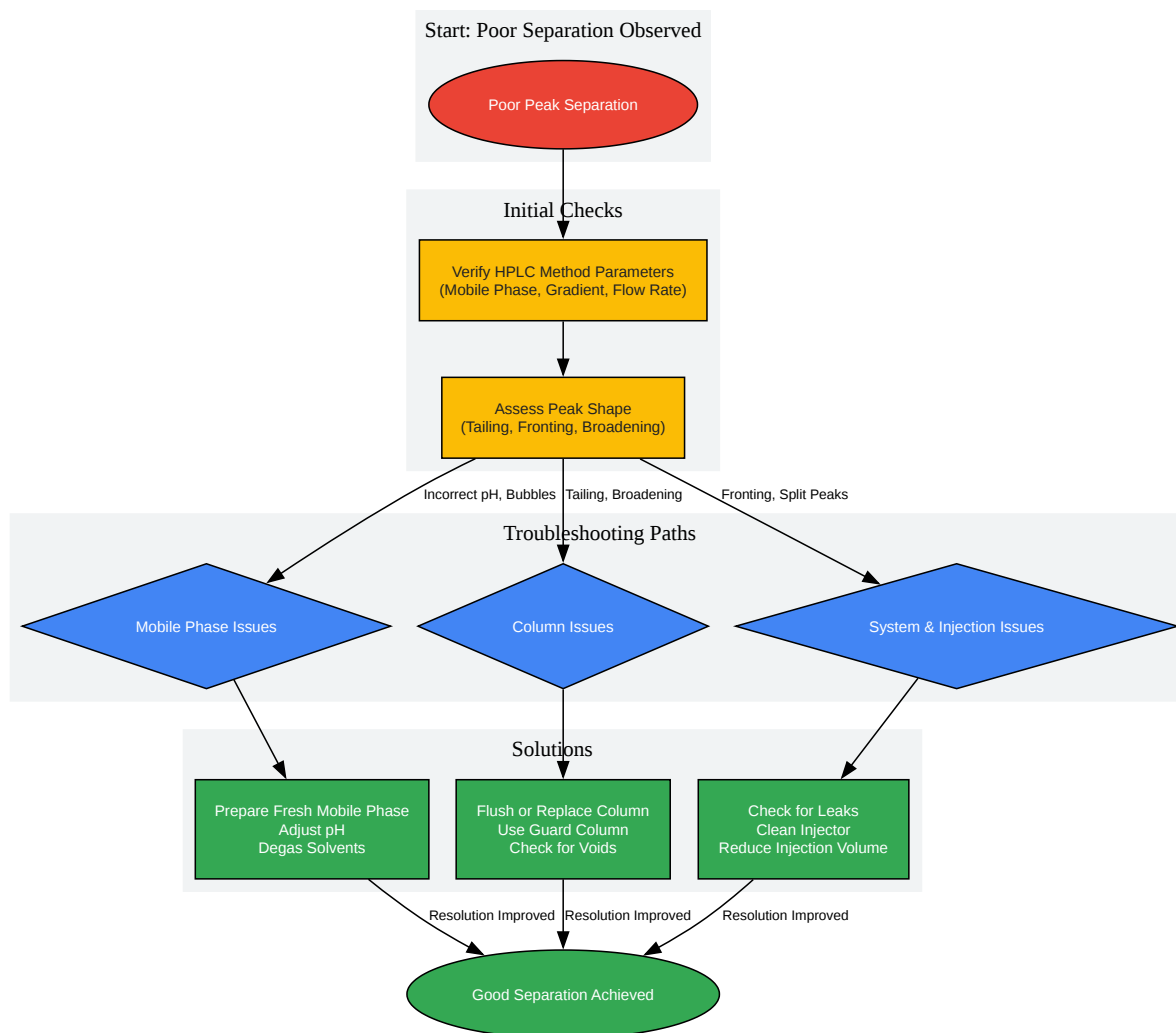 Start: Poor Separation Observed
Poor Peak Separation
Initial Checks
Verify HPLC Method Parameters
(Mobile Phase, Gradient, Flow Rate)
Assess Peak Shape
(Tailing, Fronting, Broadening)
Incorrect pH, Bubbles
Tailing, Broadening
Fronting, Split Peaks
Troubleshooting Paths
Mobile Phase Issues
Column Issues
System & Injection Issues
Solutions
Prepare Fresh Mobile Phase
Adjust pH
Degas Solvents
Flush or Replace Column
Use Guard Column
Check for Voids
Check for Leaks
Clean Injector
Reduce Injection Volume
Resolution Improved
Resolution Improved
Resolution Improved
Good Separation Achieved